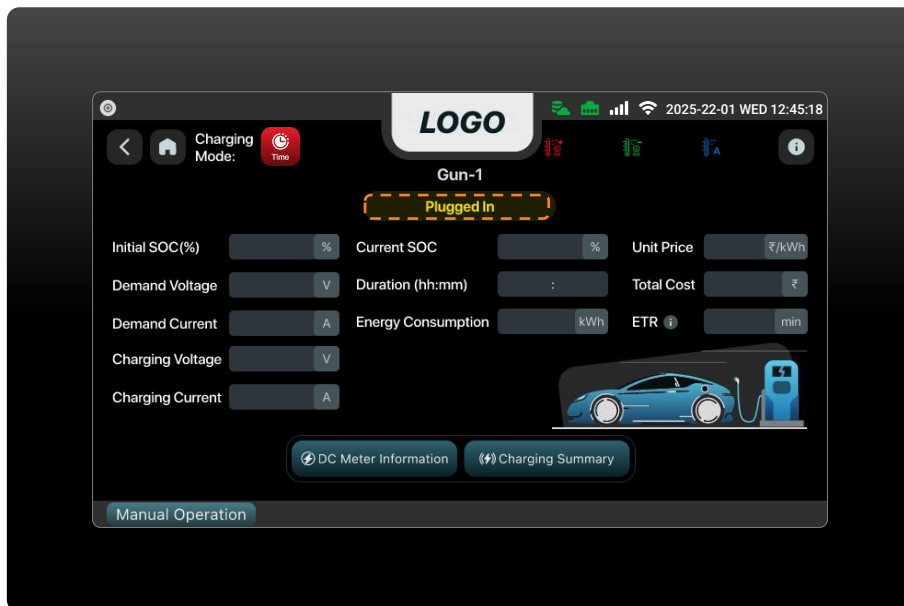 LOGO
2025-22-01 WED 12:45:18
Charging
Mode:
Time
A
Gun-1
Plugged In
Initial SOC(%) %
Current SOC %
Unit Price ₹/kWh
Demand Voltage V
Duration (hh:mm) :
Total Cost ₹
Demand Current A
Energy Consumption kWh
ETR min
Charging Voltage V
Charging Current A
DC Meter Information
Charging Summary
Manual Operation